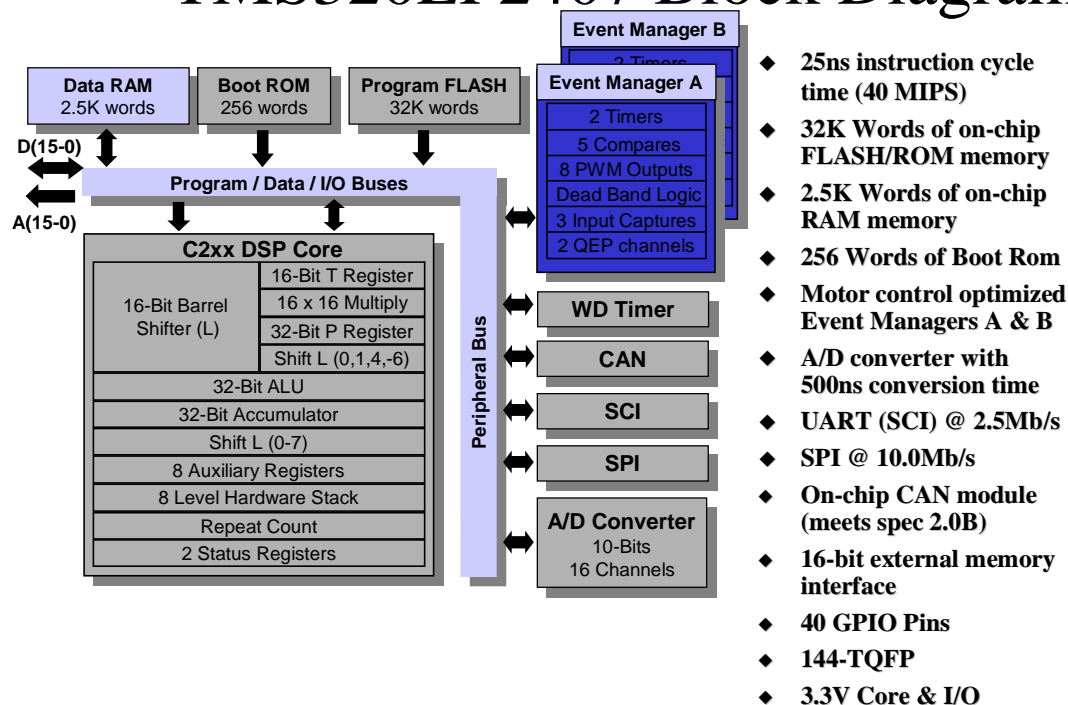 TMS320LF2407 Block Diagram
Event Manager B
2 Timers
Event Manager A
2 Timers
5 Compares
8 PWM Outputs
Dead Band Logic
3 Input Captures
2 QEP channels
Data RAM
2.5K words
Boot ROM
256 words
Program FLASH
32K words
D(15-0)
A(15-0)
Program / Data / I/O Buses
C2xx DSP Core
16-Bit Barrel
Shifter (L)
16-Bit T Register
16 x 16 Multiply
32-Bit P Register
Shift L (0,1,4,-6)
32-Bit ALU
32-Bit Accumulator
Shift L (0-7)
8 Auxiliary Registers
8 Level Hardware Stack
Repeat Count
2 Status Registers
Peripheral Bus
WD Timer
CAN
SCI
SPI
A/D Converter
10-Bits
16 Channels
◆ 25ns instruction cycle
time (40 MIPS)
◆ 32K Words of on-chip
FLASH/ROM memory
◆ 2.5K Words of on-chip
RAM memory
◆ 256 Words of Boot Rom
◆ Motor control optimized
Event Managers A & B
◆ A/D converter with
500ns conversion time
◆ UART (SCI) @ 2.5Mb/s
◆ SPI @ 10.0Mb/s
◆ On-chip CAN module
(meets spec 2.0B)
◆ 16-bit external memory
interface
◆ 40 GPIO Pins
◆ 144-TQFP
◆ 3.3V Core & I/O